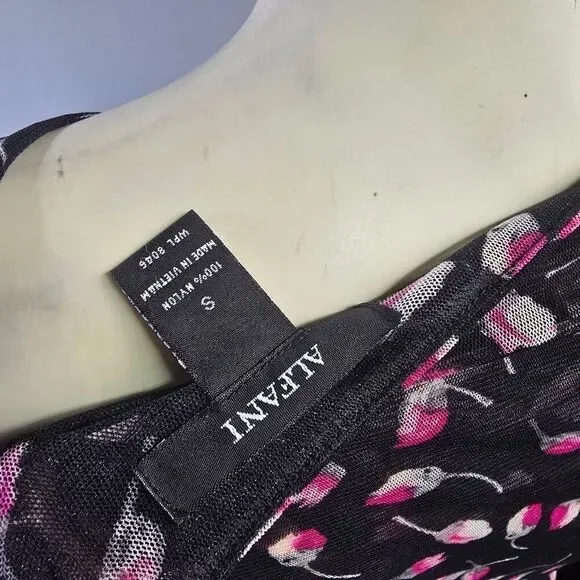 ALFANI
S
100% NYLON
MADE IN VIETNAM
WPL 8046